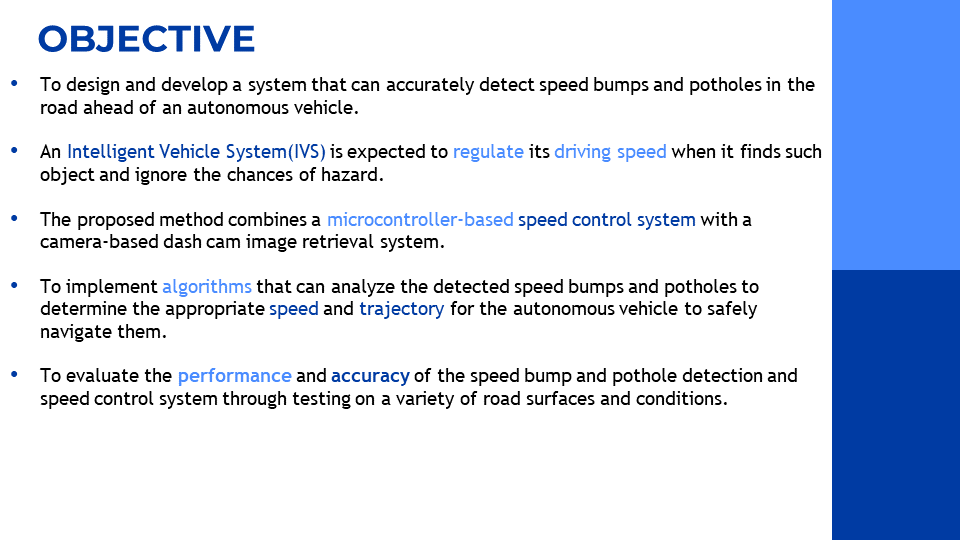 OBJECTIVE
• To design and develop a system that can accurately detect speed bumps and potholes in the
road ahead of an autonomous vehicle.
• An Intelligent Vehicle System(IVS) is expected to regulate its driving speed when it finds such
object and ignore the chances of hazard.
• The proposed method combines a microcontroller-based speed control system with a
camera-based dash cam image retrieval system.
• To implement algorithms that can analyze the detected speed bumps and potholes to
determine the appropriate speed and trajectory for the autonomous vehicle to safely
navigate them.
• To evaluate the performance and accuracy of the speed bump and pothole detection and
speed control system through testing on a variety of road surfaces and conditions.